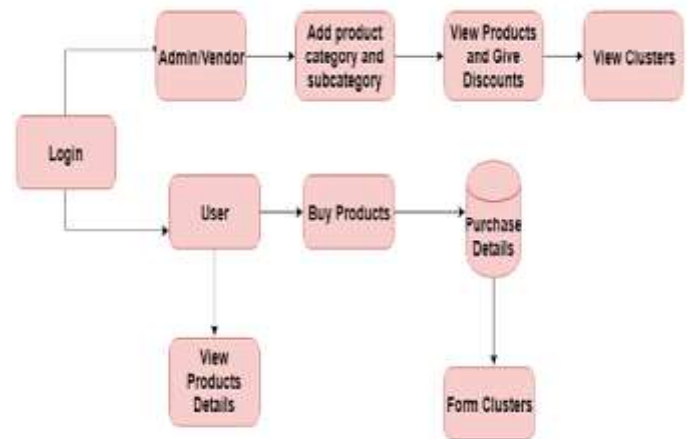 Admin/Vendor
Add product
category and
subcategory
View Products
and Give
Discounts
View Clusters
Login
User
Buy Products
Purchase
Details
View
Products
Details
Form Clusters